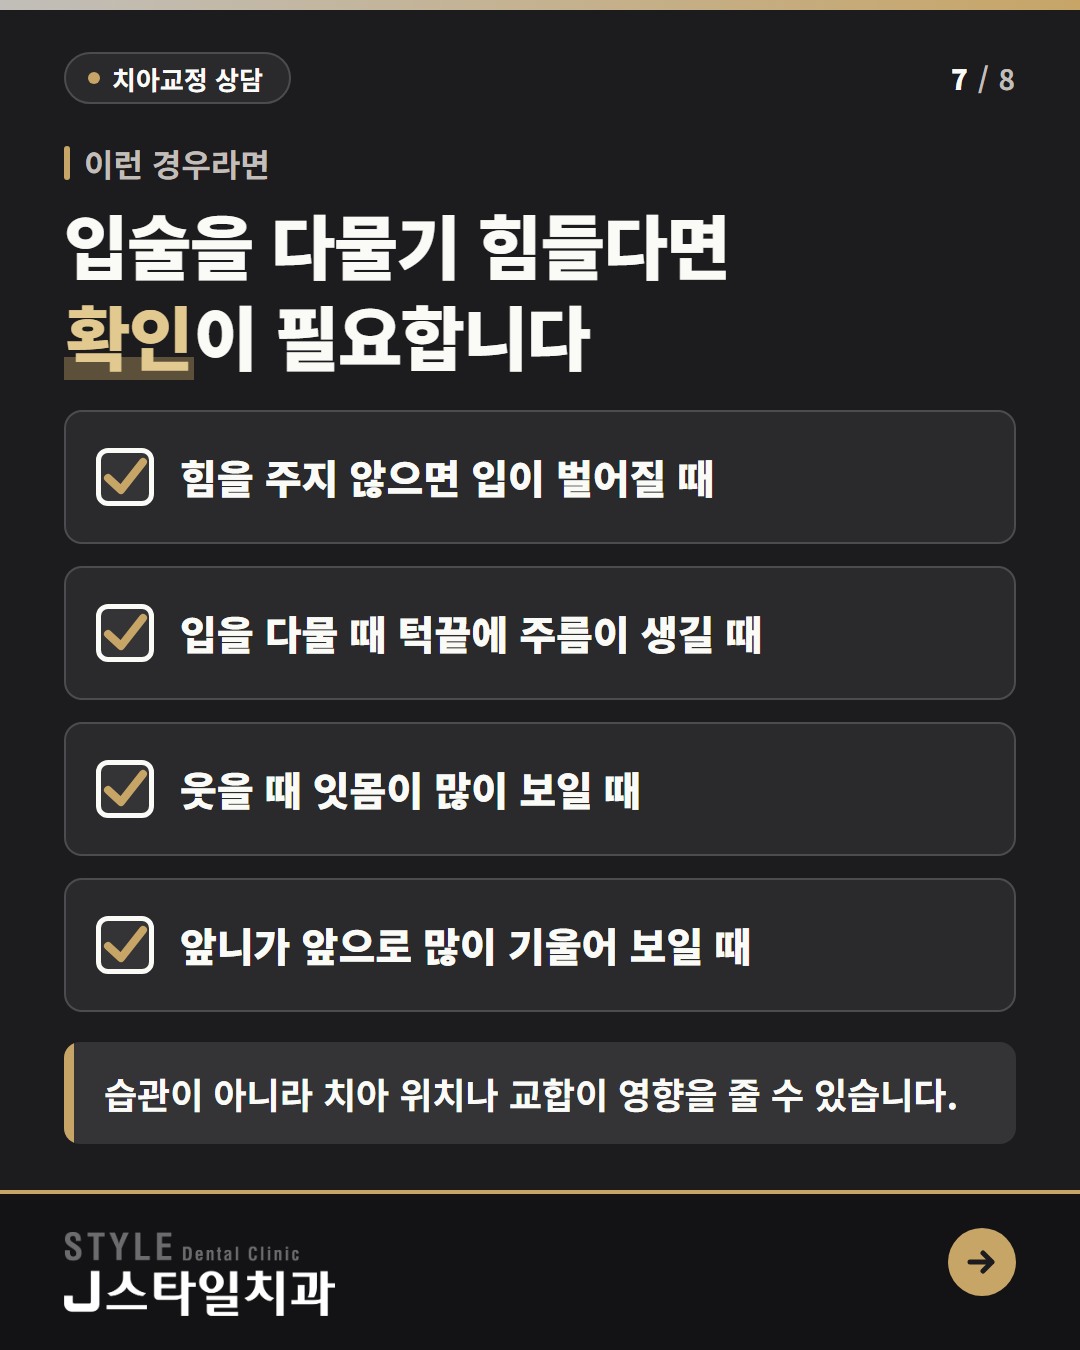 치아교정 상담
7 / 8
이런 경우라면
입술을 다물기 힘들다면
확인이 필요합니다
힘을 주지 않으면 입이 벌어질 때
입을 다물 때 턱끝에 주름이 생길 때
웃을 때 잇몸이 많이 보일 때
앞니가 앞으로 많이 기울어 보일 때
습관이 아니라 치아 위치나 교합이 영향을 줄 수 있습니다.
STYLE Dental Clinic
J스타일치과